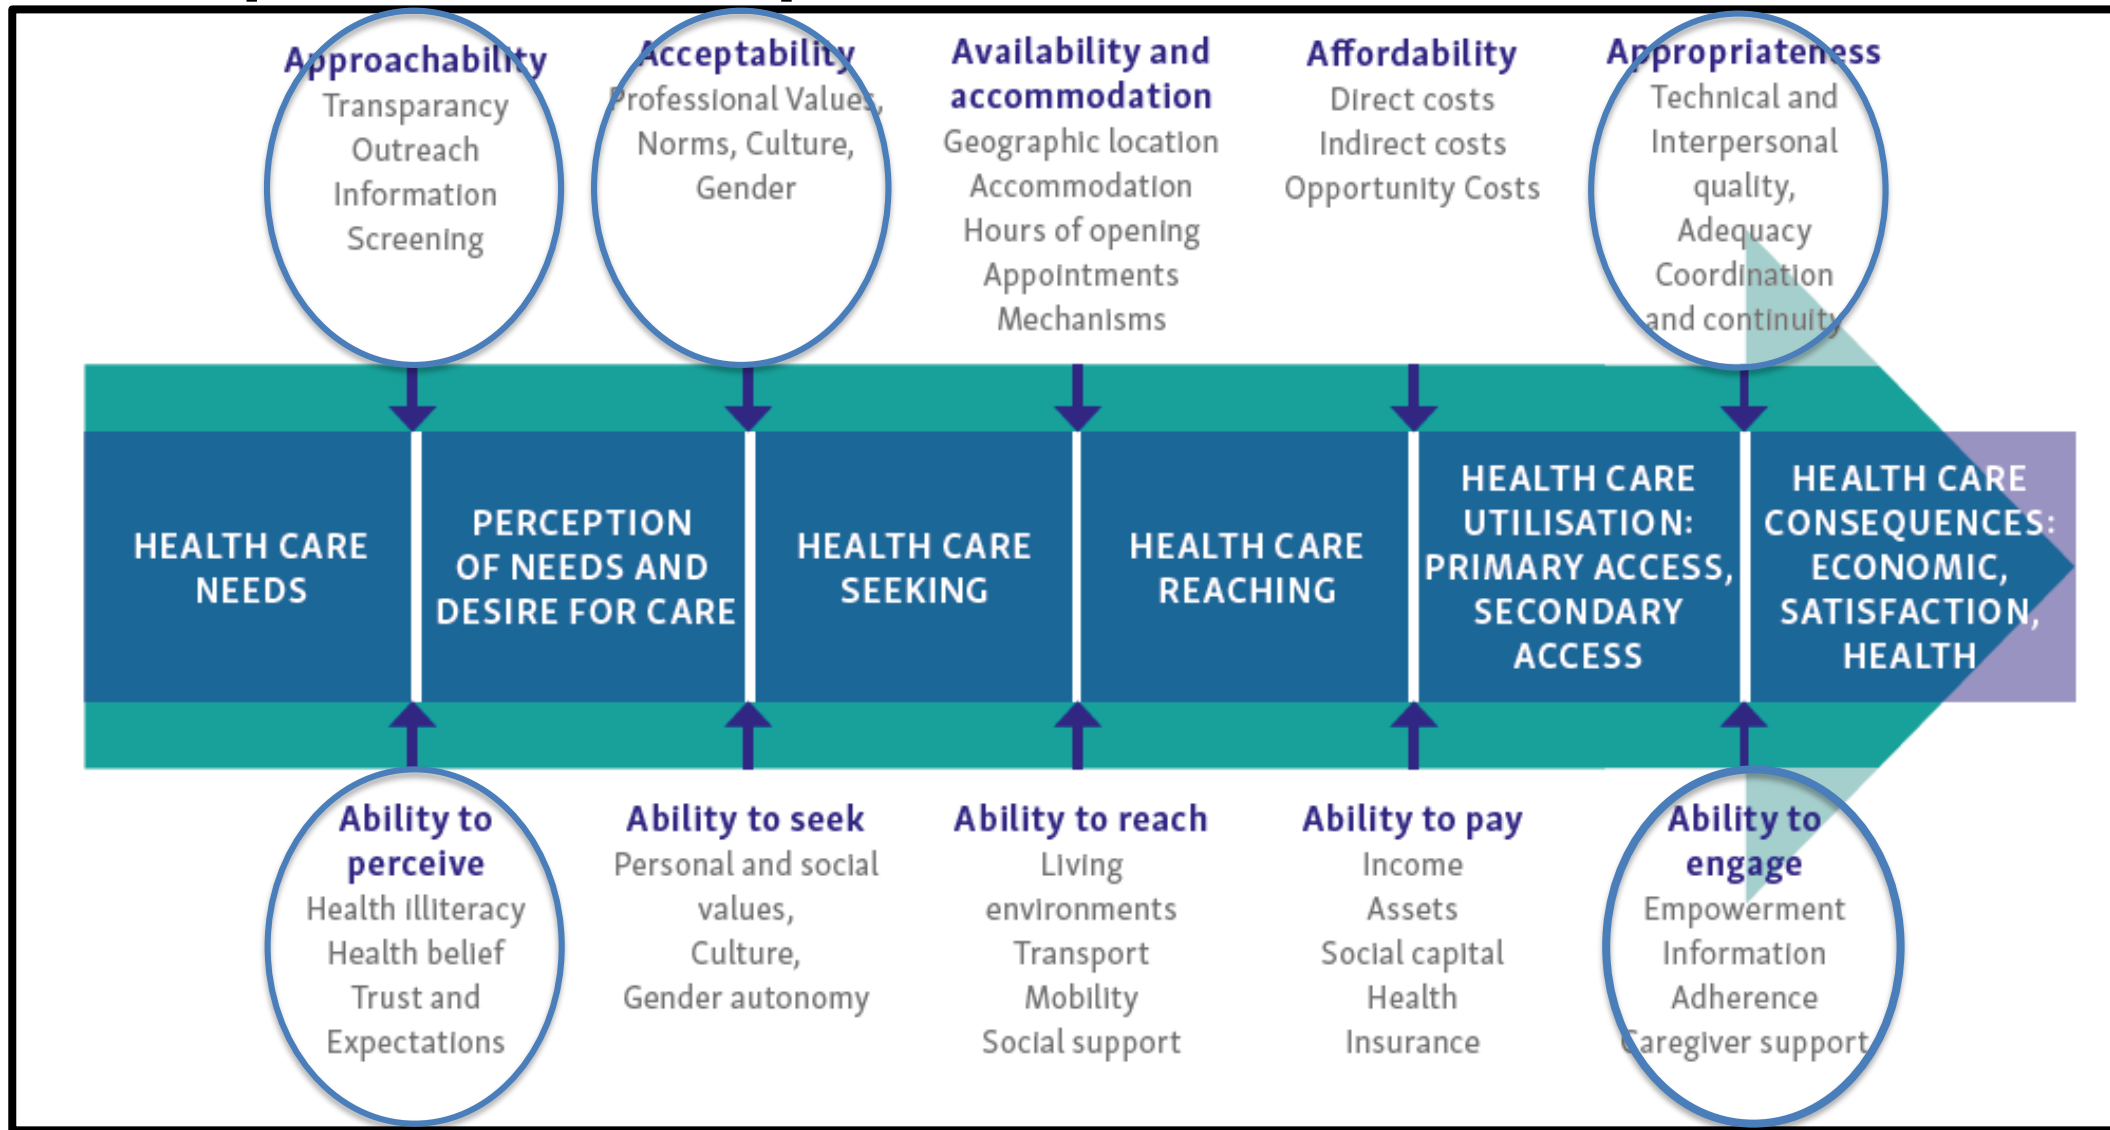 Approachability
Transparancy
Outreach
Information
Screening
Acceptability
Professional Values,
Norms, Culture,
Gender
Availability and
accommodation
Geographic location
Accommodation
Hours of opening
Appointments
Mechanisms
Affordability
Direct costs
Indirect costs
Opportunity Costs
Appropriateness
Technical and
Interpersonal
quality,
Adequacy
Coordination
and continuity
HEALTH CARE
NEEDS
PERCEPTION
OF NEEDS AND
DESIRE FOR CARE
HEALTH CARE
SEEKING
HEALTH CARE
REACHING
HEALTH CARE
UTILISATION:
PRIMARY ACCESS,
SECONDARY
ACCESS
HEALTH CARE
CONSEQUENCES:
ECONOMIC,
SATISFACTION,
HEALTH
Ability to
perceive
Health illiteracy
Health belief
Trust and
Expectations
Ability to seek
Personal and social
values,
Culture,
Gender autonomy
Ability to reach
Living
environments
Transport
Mobility
Social support
Ability to pay
Income
Assets
Social capital
Health
Insurance
Ability to
engage
Empowerment
Information
Adherence
Caregiver support